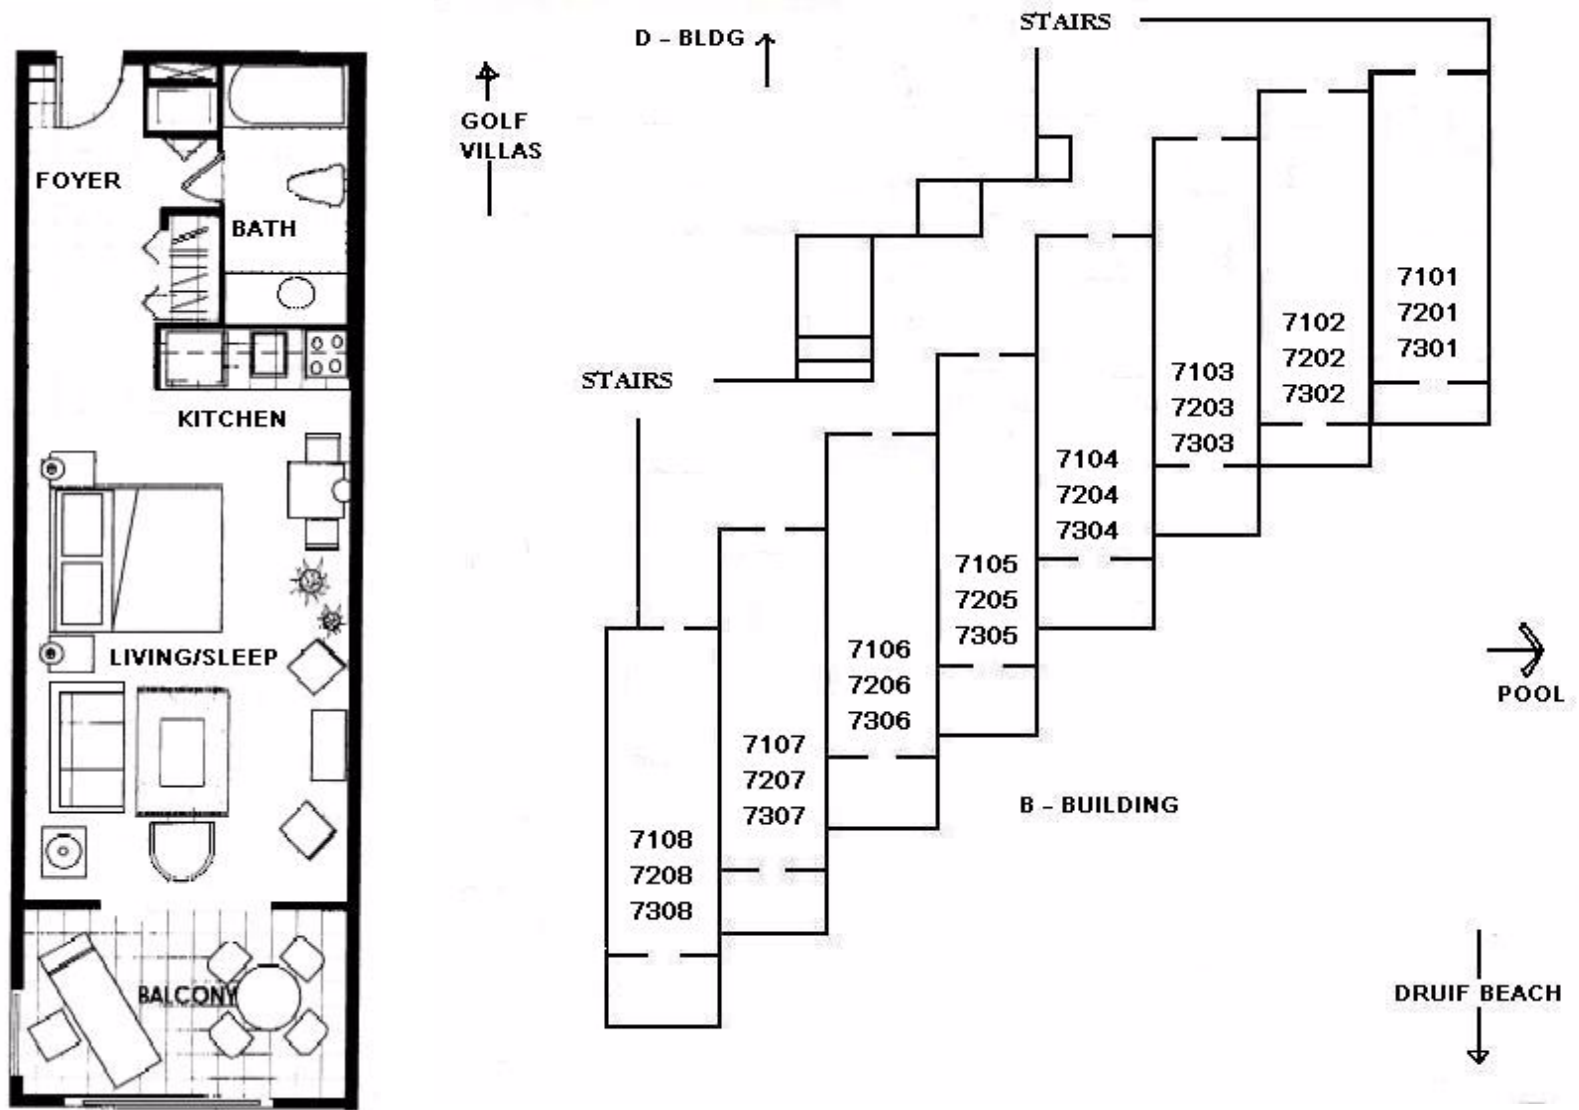 FOYER
BATH
KITCHEN
LIVING/SLEEP
BALCONY
GOLF
VILLAS
D - BLDG
STAIRS
STAIRS
7101
7201
7301
7102
7202
7302
7103
7203
7303
7104
7204
7304
7105
7205
7305
7106
7206
7306
7107
7207
7307
7108
7208
7308
POOL
B - BUILDING
DRUIF BEACH